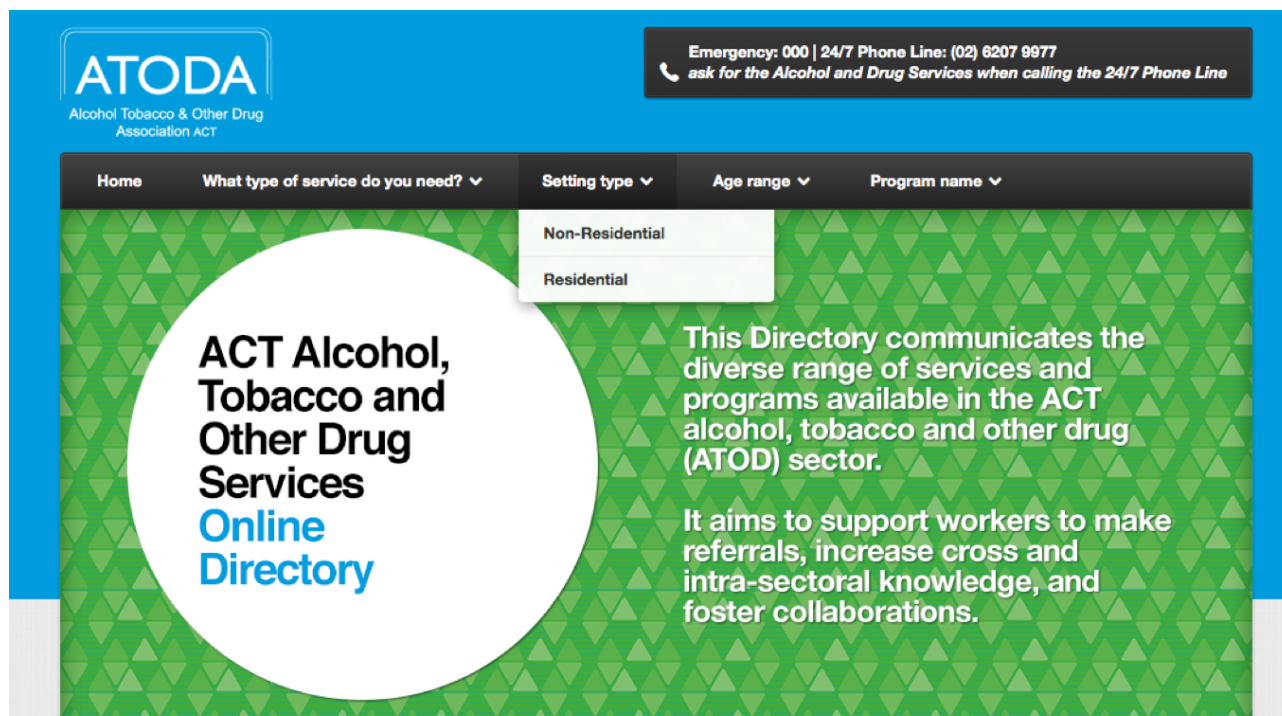 ATODA
Alcohol Tobacco & Other Drug
Association ACT
Emergency: 000 | 24/7 Phone Line: (02) 6207 9977
ask for the Alcohol and Drug Services when calling the 24/7 Phone Line
Home What type of service do you need? Setting type Age range Program name
Non-Residential
Residential
ACT Alcohol,
Tobacco and
Other Drug
Services
Online
Directory
This Directory communicates the
diverse range of services and
programs available in the ACT
alcohol, tobacco and other drug
(ATOD) sector.
It aims to support workers to make
referrals, increase cross and
intra-sectoral knowledge, and
foster collaborations.